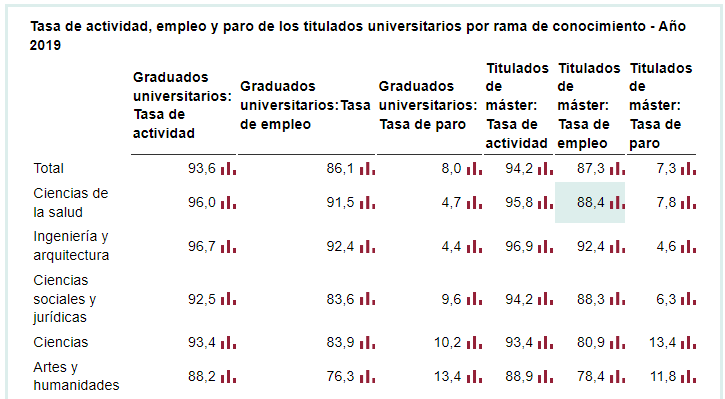 Tasa de actividad, empleo y paro de los titulados universitarios por rama de conocimiento - Año
2019
Graduados universitarios: Tasa de actividad
Graduados universitarios:Tasa de empleo
Graduados universitarios: Tasa de paro
Titulados de máster: Tasa de actividad
Titulados de máster: Tasa de empleo
Titulados de máster: Tasa de paro
Total 93,6 86,1 8,0 94,2 87,3 7,3
Ciencias de
la salud 96,0 91,5 4,7 95,8 88,4 7,8
Ingeniería y
arquitectura 96,7 92,4 4,4 96,9 92,4 4,6
Ciencias
sociales y
jurídicas 92,5 83,6 9,6 94,2 88,3 6,3
Ciencias 93,4 83,9 10,2 93,4 80,9 13,4
Artes y
humanidades 88,2 76,3 13,4 88,9 78,4 11,8